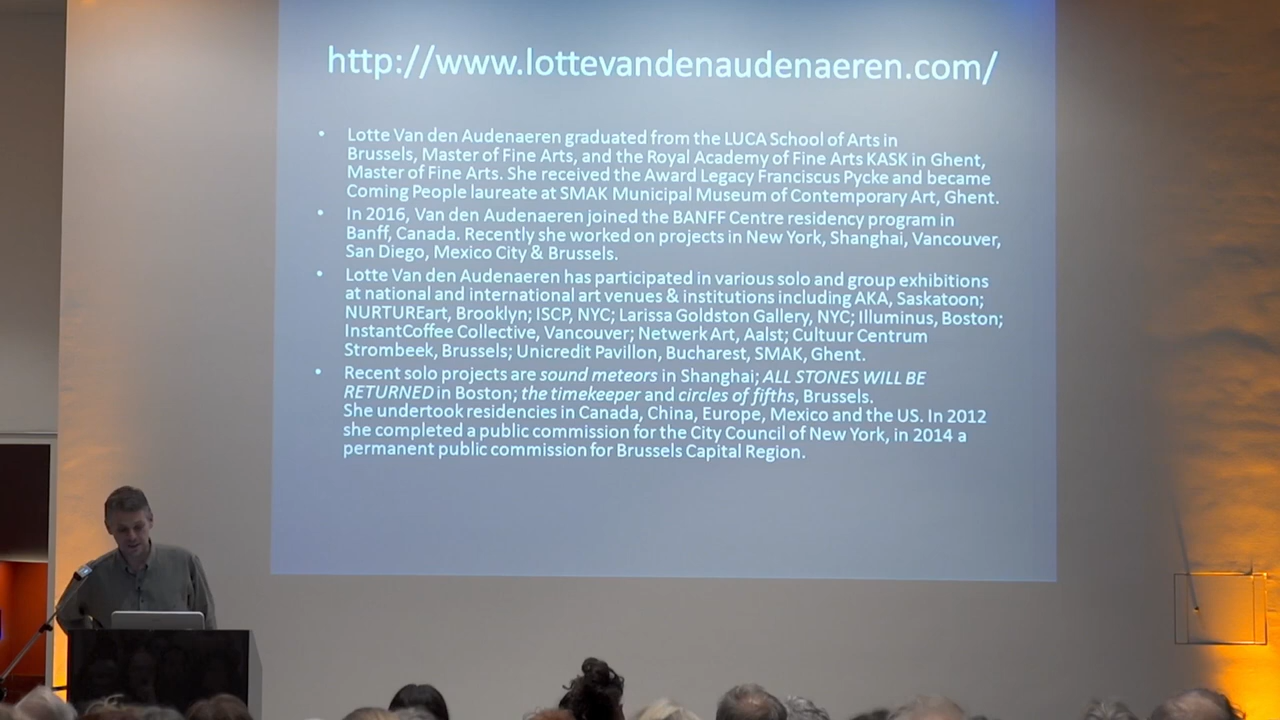 http://www.lottevandenaudenaeren.com/
• Lotte Van den Audenaeren graduated from the LUCA School of Arts in
Brussels, Master of Fine Arts, and the Royal Academy of Fine Arts KASK in Ghent,
Master of Fine Arts. She received the Award Legacy Franciscus Pycke and became
Coming People laureate at SMAK Municipal Museum of Contemporary Art, Ghent.
• In 2016, Van den Audenaeren joined the BANFF Centre residency program in
Banff, Canada. Recently she worked on projects in New York, Shanghai, Vancouver,
San Diego, Mexico City & Brussels.
• Lotte Van den Audenaeren has participated in various solo and group exhibitions
at national and international art venues & institutions including AKA, Saskatoon;
NURTUREart, Brooklyn; ISCP, NYC; Larissa Goldston Gallery, NYC; Illuminus, Boston;
InstantCoffee Collective, Vancouver; Netwerk Art, Aalst; Cultuur Centrum
Strombeek, Brussels; Unicredit Pavillon, Bucharest, SMAK, Ghent.
• Recent solo projects are sound meteors in Shanghai; ALL STONES WILL BE
RETURNED in Boston; the timekeeper and circles of fifths, Brussels.
She undertook residencies in Canada, China, Europe, Mexico and the US. In 2012
she completed a public commission for the City Council of New York, in 2014 a
permanent public commission for Brussels Capital Region.